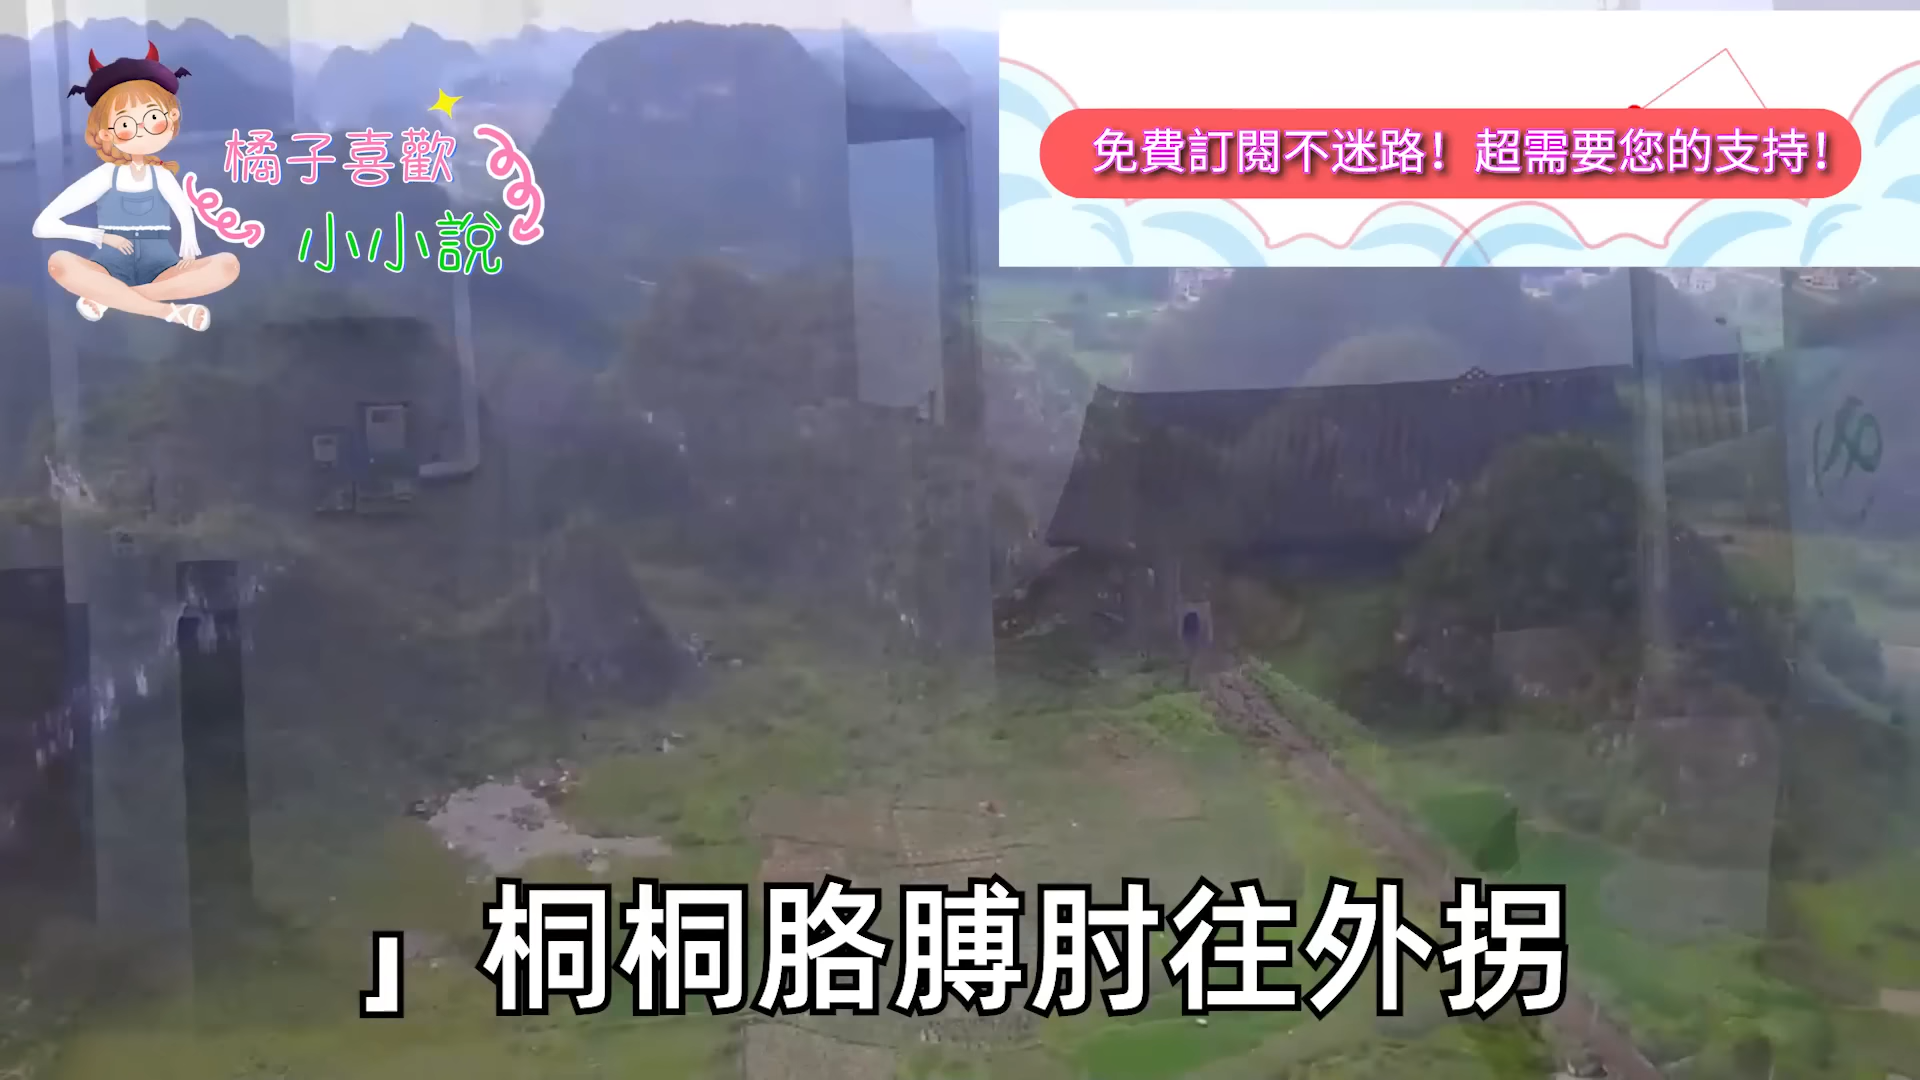 橘子喜歡
小小說
免費訂閱不迷路！超需要您的支持！
」桐桐胳膊肘往外拐